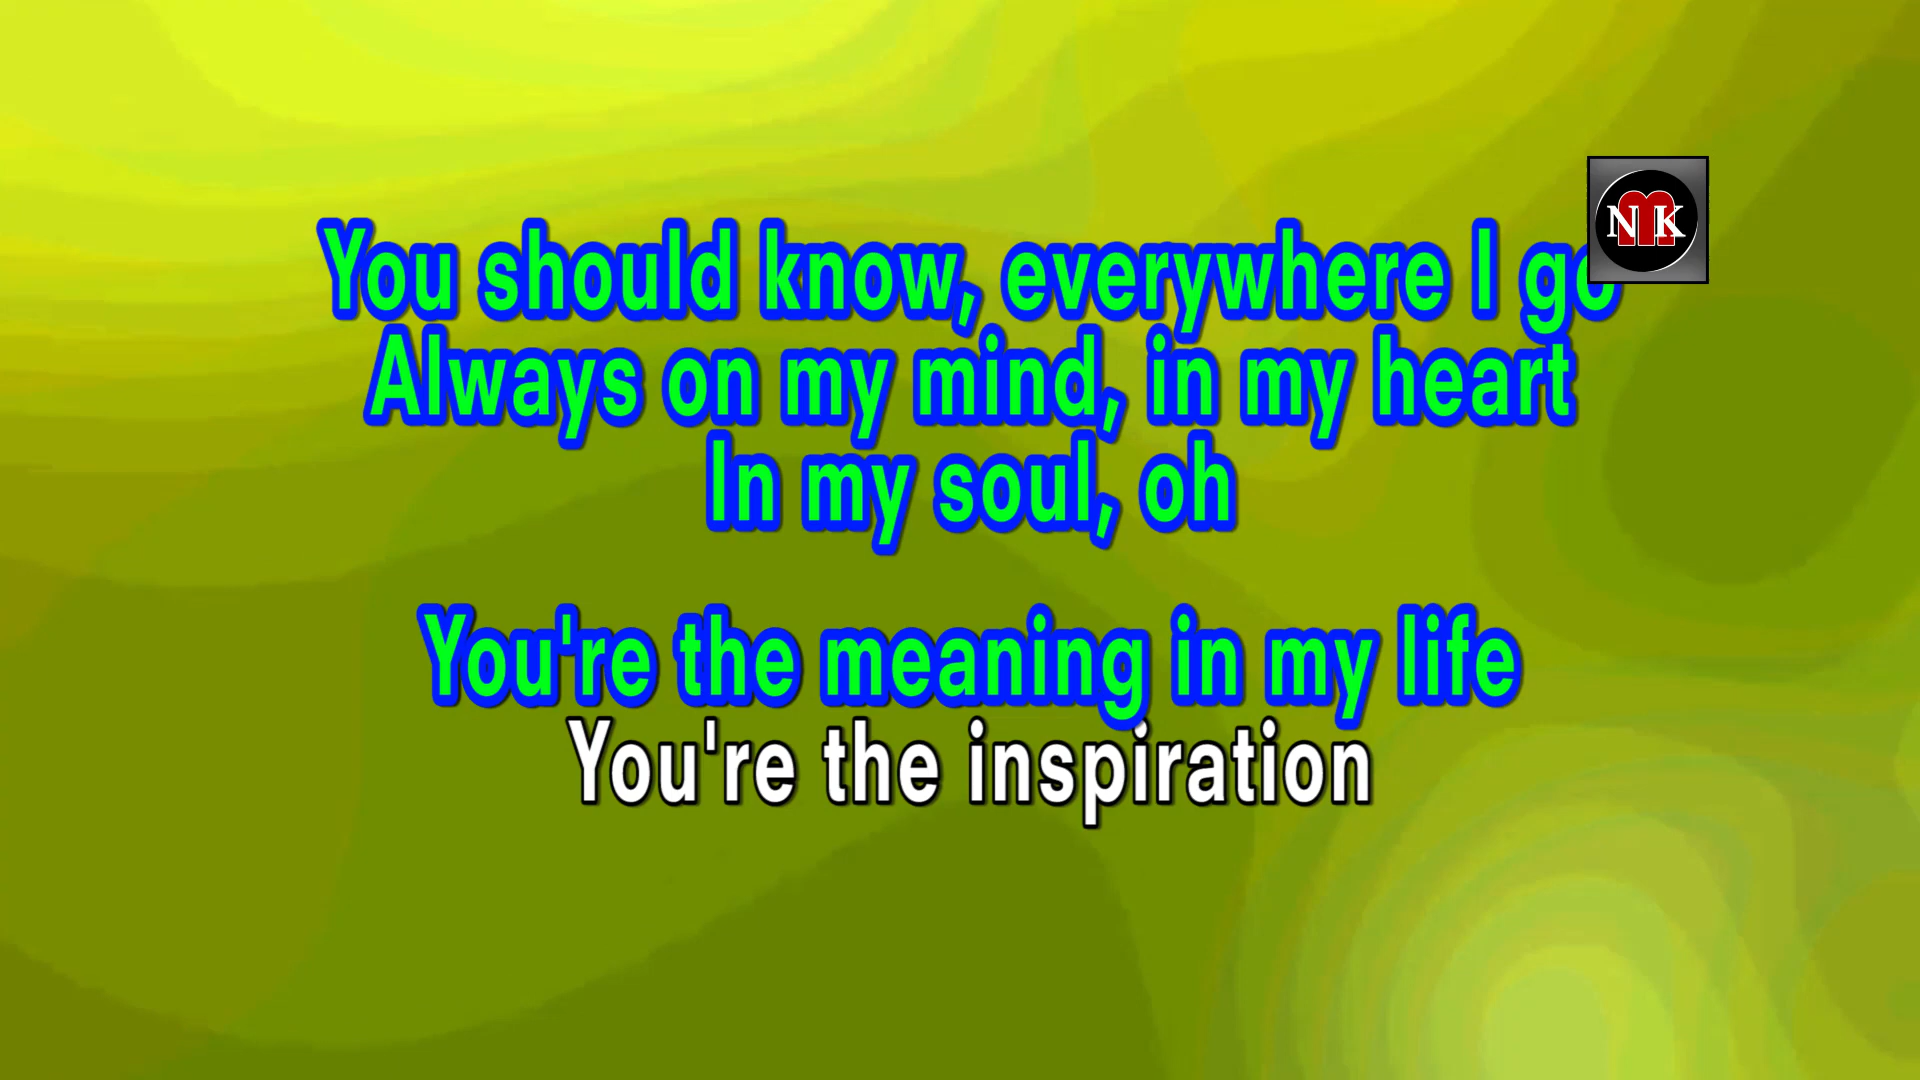 You should know, everywhere I go
Always on my mind, in my heart
In my soul, oh
You're the meaning in my life
You're the inspiration
NMK